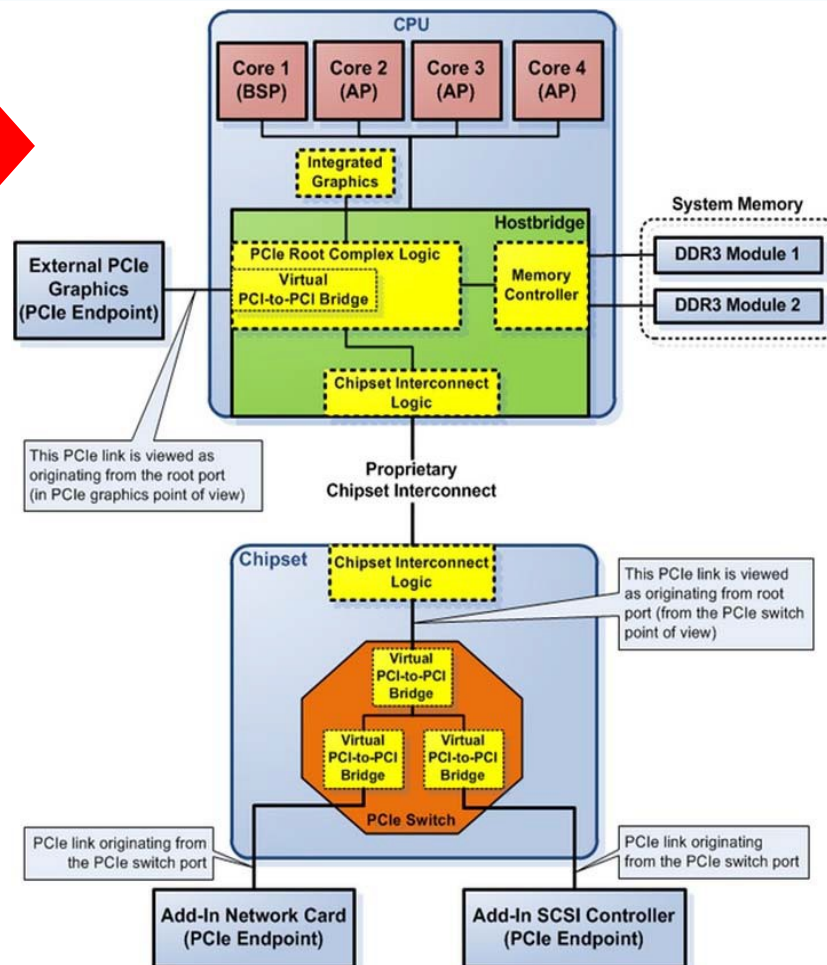 CPU
Core 1
(BSP)
Core 2
(AP)
Core 3
(AP)
Core 4
(AP)
Integrated
Graphics
System Memory
Hostbridge
External PCIe
Graphics
(PCIe Endpoint)
PCIe Root Complex Logic
Virtual
PCI-to-PCI Bridge
Memory
Controller
DDR3 Module 1
DDR3 Module 2
Chipset Interconnect
Logic
This PCIe link is viewed as
originating from the root port
(in PCIe graphics point of view)
Proprietary
Chipset Interconnect
Chipset
Chipset Interconnect
Logic
This PCIe link is viewed
as originating from root
port (from the PCIe switch
point of view)
Virtual
PCI-to-PCI
Bridge
Virtual
PCI-to-PCI
Bridge
Virtual
PCI-to-PCI
Bridge
PCIe Switch
PCIe link originating from
the PCIe switch port
PCIe link originating
from the PCIe switch port
Add-In Network Card
(PCIe Endpoint)
Add-In SCSI Controller
(PCIe Endpoint)